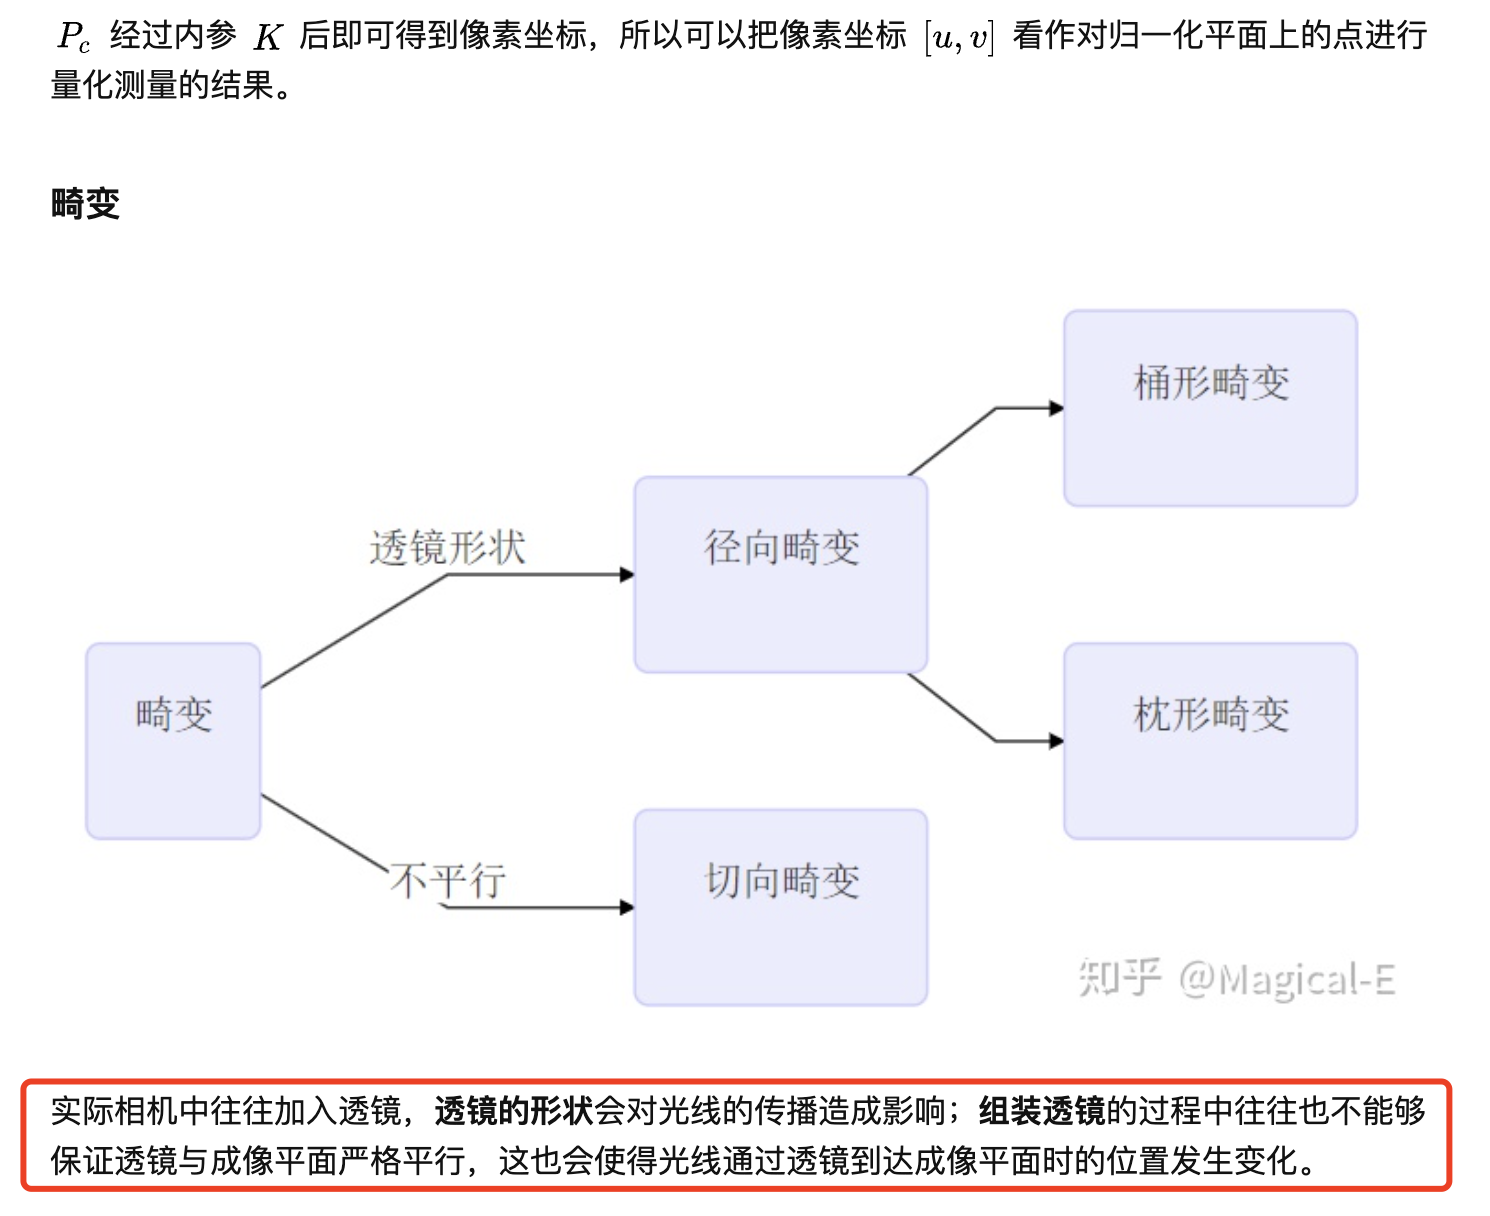 P_c 经过内参 K 后即可得到像素坐标，所以可以把像素坐标 [u, v] 看作对归一化平面上的点进行
量化测量的结果。
畸变
桶形畸变
透镜形状
径向畸变
畸变
枕形畸变
不平行
切向畸变
知乎 @Magical-E
实际相机中往往加入透镜，透镜的形状会对光线的传播造成影响；组装透镜的过程中往往也不能够
保证透镜与成像平面严格平行，这也会使得光线通过透镜到达成像平面时的位置发生变化。